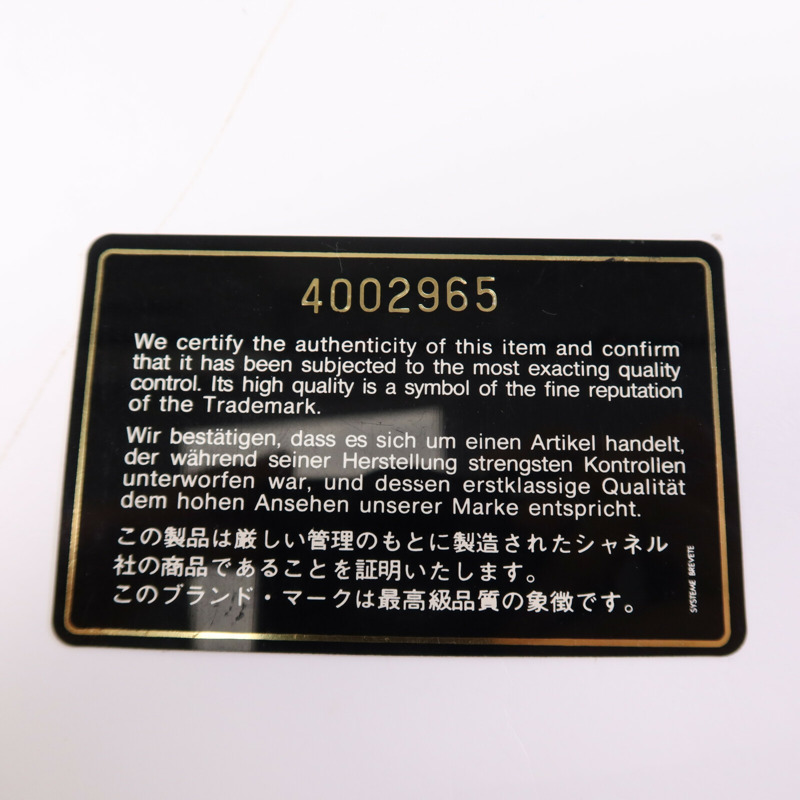 4002965
We certify the authenticity of this item and confirm
that it has been subjected to the most exacting quality
control. Its high quality is a symbol of the fine reputation
of the Trademark.
Wir bestätigen, dass es sich um einen Artikel handelt,
der während seiner Herstellung strengsten Kontrollen
unterworfen war, und dessen erstklassige Qualität
dem hohen Ansehen unserer Marke entspricht.
この製品は厳しい管理のもとに製造されたシャネル
社の商品であることを証明いたします。
このブランド・マークは最高級品質の象徴です。
SYSTEME BREVETE